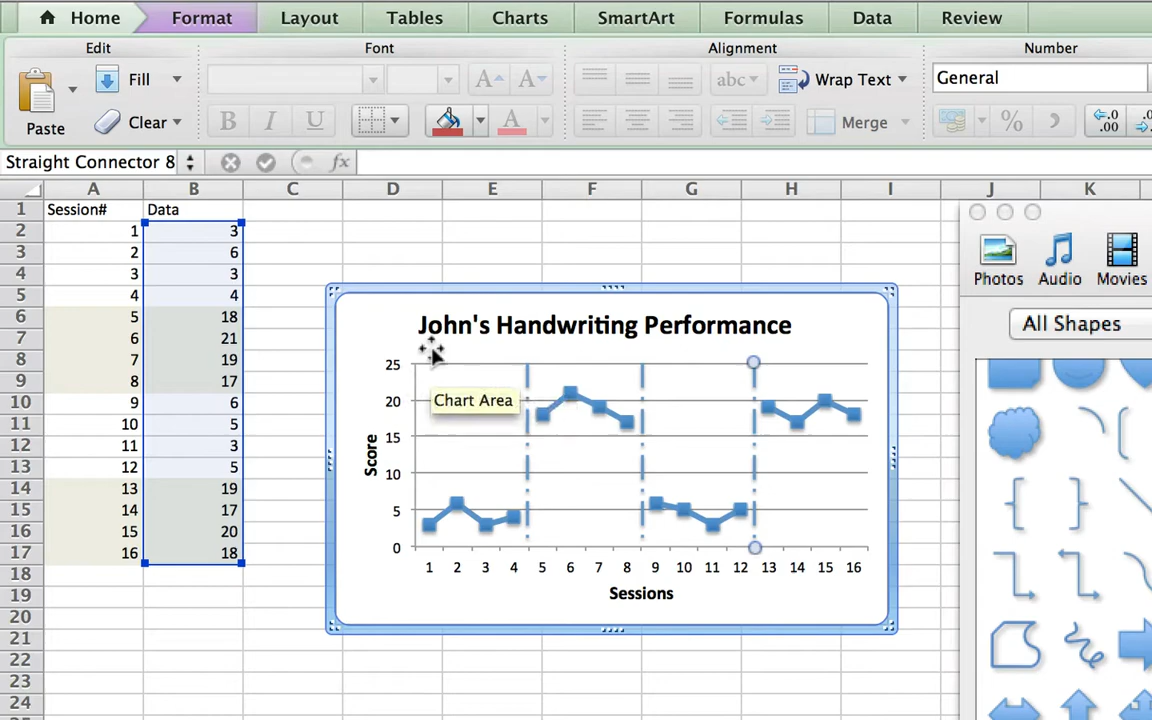 Home Format Layout Tables Charts SmartArt Formulas Data Review
Edit Font Alignment Number
Fill abc Wrap Text General
Paste Clear B I U A Merge % .0 .00
Straight Connector 8 fx
A B C D E F G H I J K
1 Session# Data
2 1 3
3 2 6
4 3 3
5 4 4
6 5 18
7 6 21
8 7 19
9 8 17
10 9 6
11 10 5
12 11 3
13 12 5
14 13 19
15 14 17
16 15 20
17 16 18
18
19
20
21
22
23
24
John's Handwriting Performance
25
20
15
10
5
0
Chart Area
Score
1 2 3 4 5 6 7 8 9 10 11 12 13 14 15 16
Sessions
Photos Audio Movies
All Shapes